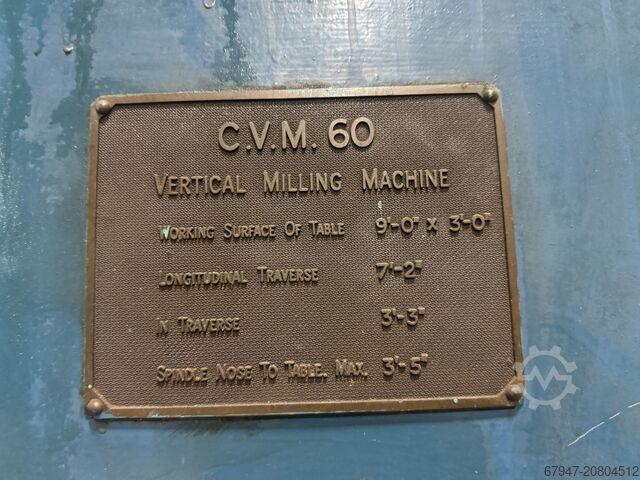 C.V.M. 60
VERTICAL MILLING MACHINE
WORKING SURFACE OF TABLE 9'-0" X 3'-0"
LONGITUDINAL TRAVERSE 7'-2"
N TRAVERSE 3'-3"
SPINDLE NOSE TO TABLE. MAX. 3'-5"
67947-20804512